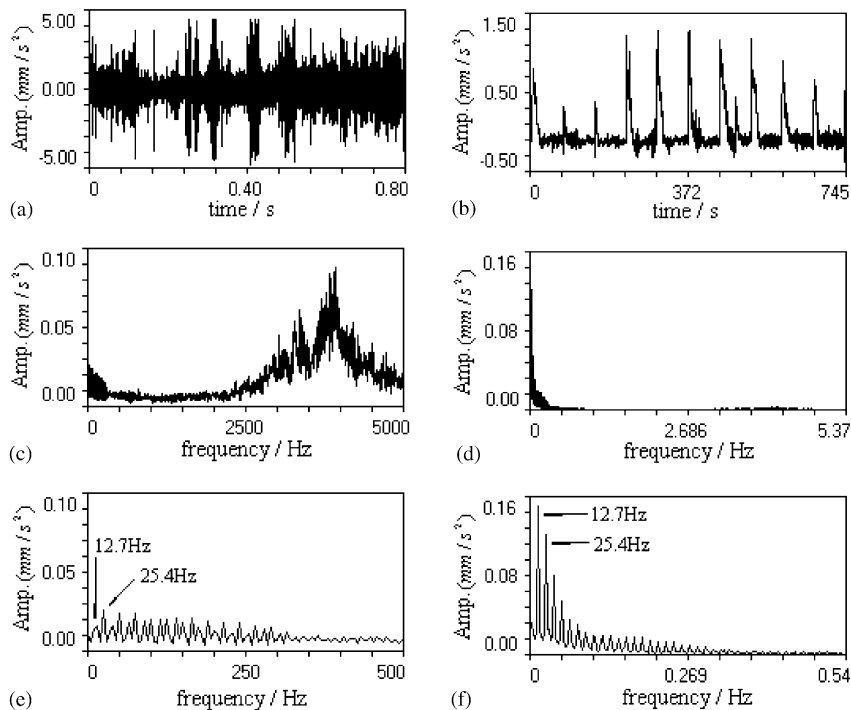 5.00
0.00
-5.00
Amp.(mm / s²)
0 0.40 0.80
time / s
(a)
1.50
0.50
-0.50
Amp.(mm / s²)
0 372 745
time / s
(b)
0.10
0.05
0.00
Amp.(mm / s²)
0 2500 5000
frequency / Hz
(c)
0.16
0.08
0.00
Amp.(mm / s²)
0 2.686 5.37
frequency / Hz
(d)
0.10
0.05
0.00
Amp.(mm / s²)
12.7Hz
25.4Hz
0 250 500
frequency / Hz
(e)
0.16
0.08
0.00
Amp.(mm / s²)
12.7Hz
25.4Hz
0 0.269 0.54
frequency / Hz
(f)